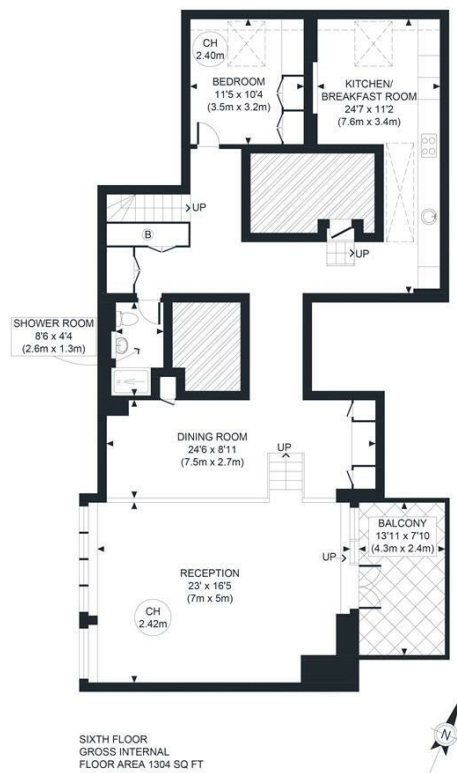 CH
2.40m
BEDROOM
11'5 x 10'4
(3.5m x 3.2m)
KITCHEN/
BREAKFAST ROOM
24'7 x 11'2
(7.6m x 3.4m)
UP
B
UP
SHOWER ROOM
8'6 x 4'4
(2.6m x 1.3m)
DINING ROOM
24'6 x 8'11
(7.5m x 2.7m)
UP
BALCONY
13'11 x 7'10
(4.3m x 2.4m)
UP
RECEPTION
23' x 16'5
(7m x 5m)
CH
2.42m
N
SIXTH FLOOR
GROSS INTERNAL
FLOOR AREA 1304 SQ FT